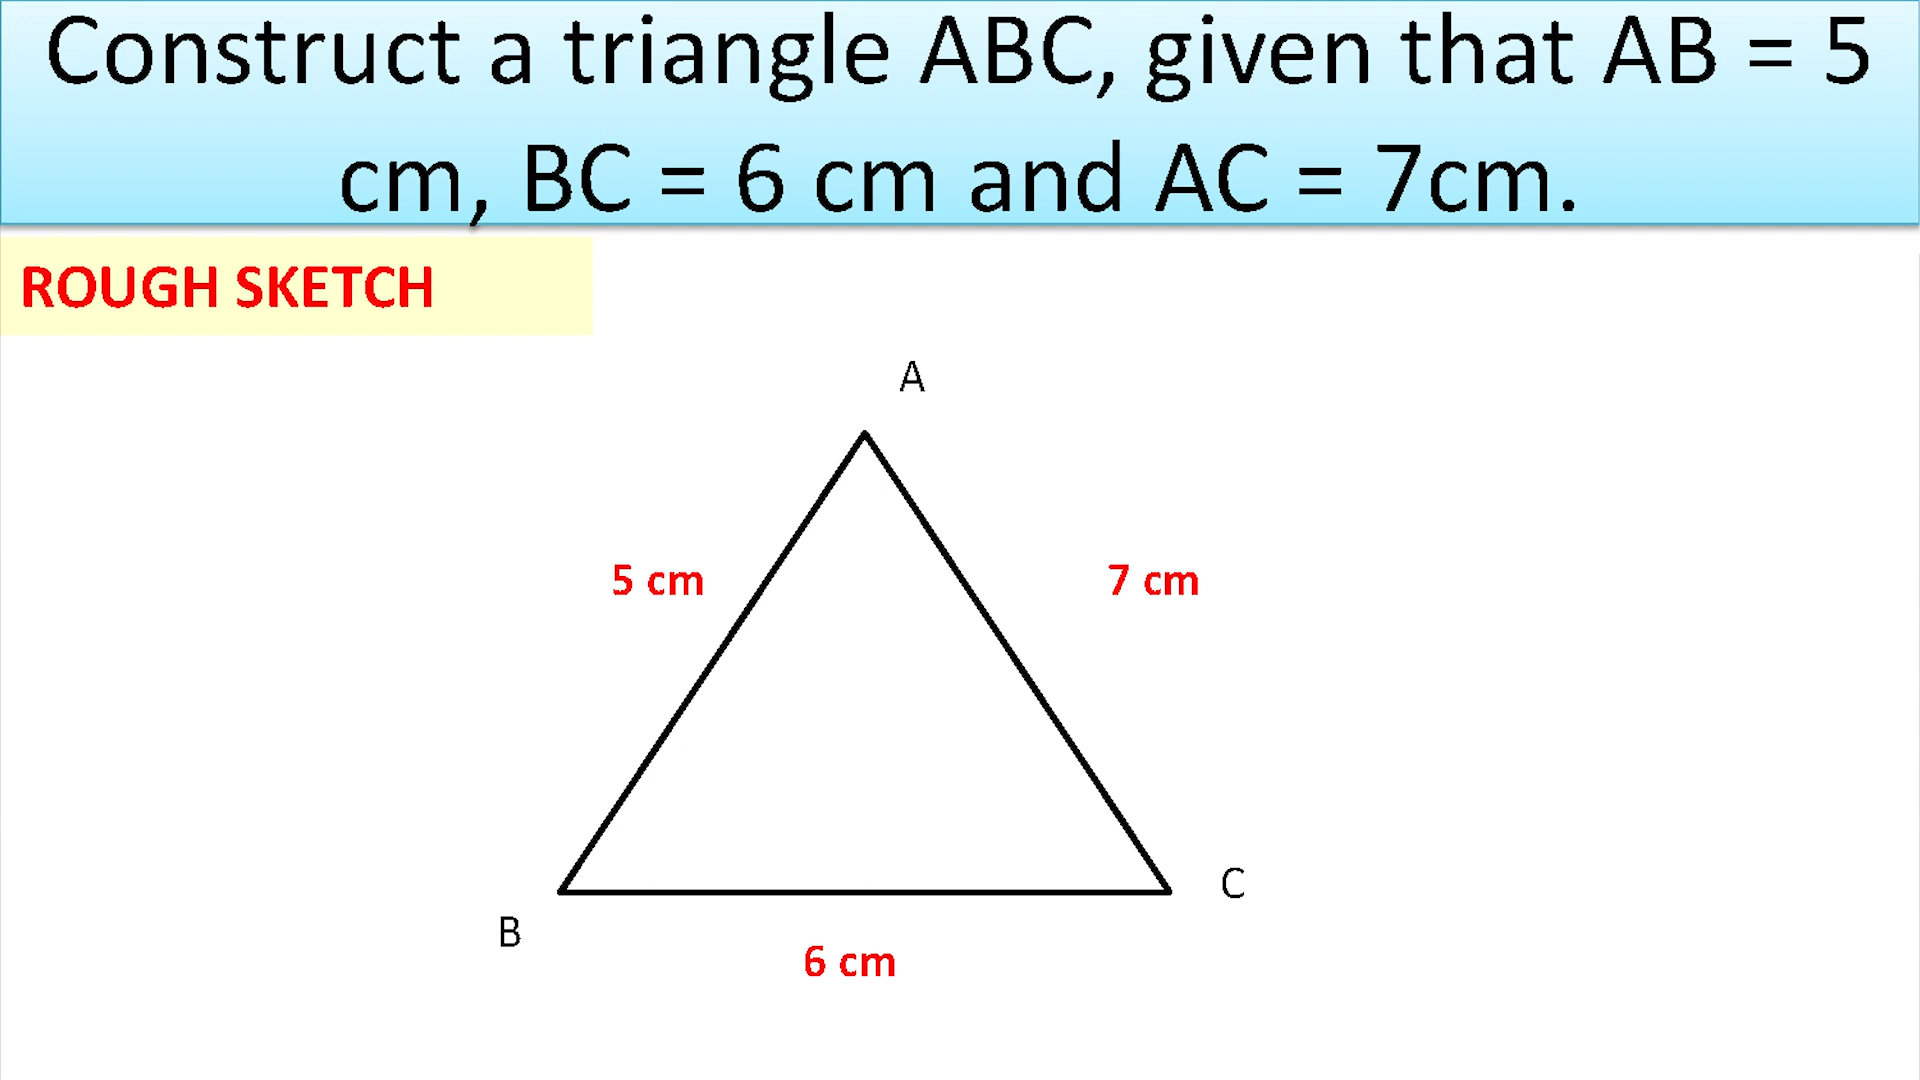 Construct a triangle ABC, given that AB = 5
cm, BC = 6 cm and AC = 7cm.
ROUGH SKETCH
A
5 cm
7 cm
C
B
6 cm